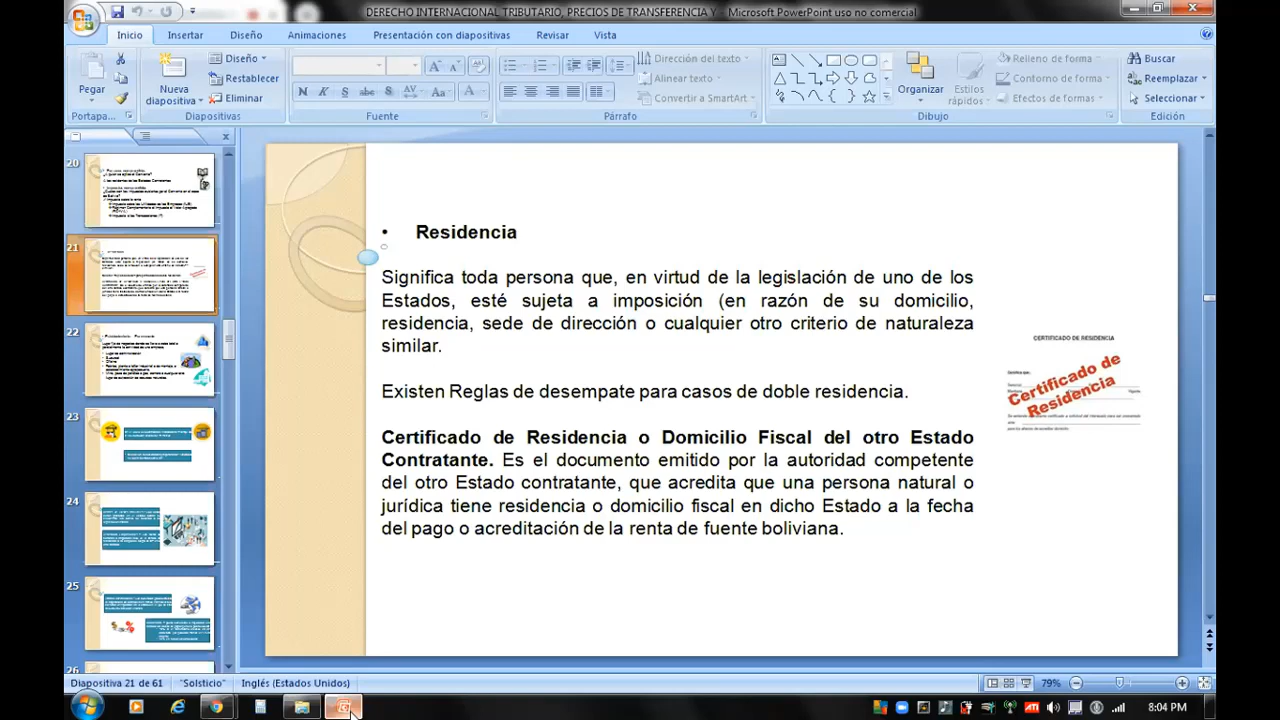 DERECHO INTERNACIONAL TRIBUTARIO, PRECIOS DE TRANSFERENCIA Y - Microsoft PowerPoint uso no comercial
Inicio Insertar Diseño Animaciones Presentación con diapositivas Revisar Vista
Pegar
Nueva diapositiva
Diseño
Restablecer
Eliminar
Dirección del texto
Alinear texto
Convertir a SmartArt
Organizar
Estilos rápidos
Relleno de forma
Contorno de forma
Efectos de forma
Buscar
Reemplazar
Seleccionar
Portapa... Diapositivas Fuente Párrafo Dibujo Edición
20
21
22
23
24
25
26
• Residencia
Significa toda persona que, en virtud de la legislación de uno de los
Estados, esté sujeta a imposición (en razón de su domicilio,
residencia, sede de dirección o cualquier otro criterio de naturaleza
similar.
Existen Reglas de desempate para casos de doble residencia.
Certificado de Residencia o Domicilio Fiscal del otro Estado
Contratante. Es el documento emitido por la autoridad competente
del otro Estado contratante, que acredita que una persona natural o
jurídica tiene residencia o domicilio fiscal en dicho Estado a la fecha
del pago o acreditación de la renta de fuente boliviana.
CERTIFICADO DE RESIDENCIA
Certificado de
Residencia
Diapositiva 21 de 61 "Solsticio" Inglés (Estados Unidos) 79%
8:04 PM